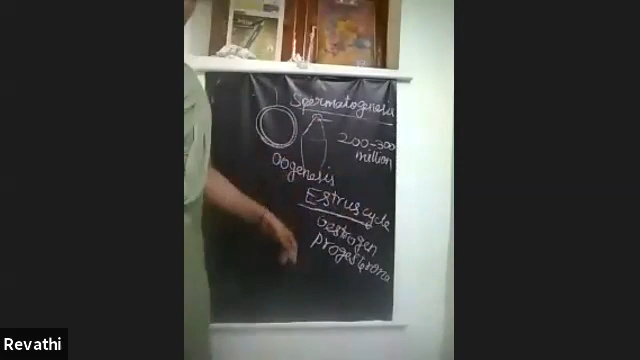 Spermatogenesis
200-300
million
Oogenesis
Estrus cycle
Oestrogen
Progesterone
Revathi